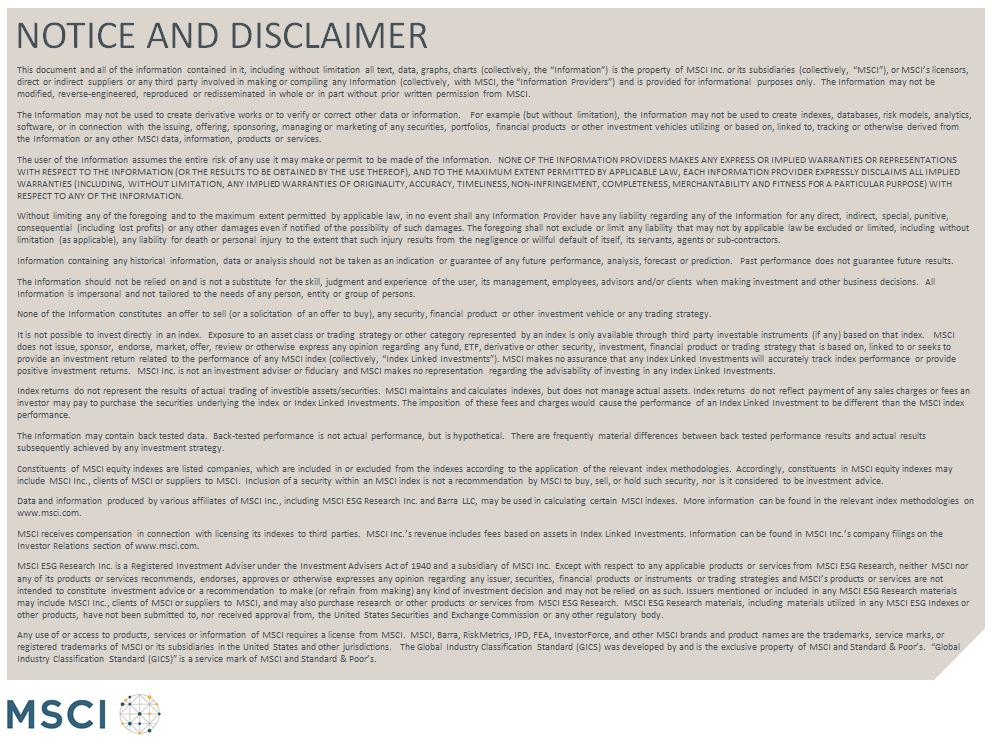 NOTICE AND DISCLAIMER
This document and all of the information contained in it, including without limitation all text, data, graphs, charts (collectively, the “Information”) is the property of MSCI Inc. or its subsidiaries (collectively, “MSCI”), or MSCI’s licensors,
direct or indirect suppliers or any third party involved in making or compiling any Information (collectively, with MSCI, the “Information Providers”) and is provided for informational purposes only. The Information may not be
modified, reverse-engineered, reproduced or redisseminated in whole or in part without prior written permission from MSCI.
The Information may not be used to create derivative works or to verify or correct other data or information. For example (but without limitation), the Information may not be used to create indexes, databases, risk models, analytics,
software, or in connection with the issuing, offering, sponsoring, managing or marketing of any securities, portfolios, financial products or other investment vehicles utilizing or based on, linked to, tracking or otherwise derived from
the Information or any other MSCI data, information, products or services.
The user of the Information assumes the entire risk of any use it may make or permit to be made of the Information. NONE OF THE INFORMATION PROVIDERS MAKES ANY EXPRESS OR IMPLIED WARRANTIES OR REPRESENTATIONS
WITH RESPECT TO THE INFORMATION (OR THE RESULTS TO BE OBTAINED BY THE USE THEREOF), AND TO THE MAXIMUM EXTENT PERMITTED BY APPLICABLE LAW, EACH INFORMATION PROVIDER EXPRESSLY DISCLAIMS ALL IMPLIED
WARRANTIES (INCLUDING, WITHOUT LIMITATION, ANY IMPLIED WARRANTIES OF ORIGINALITY, ACCURACY, TIMELINESS, NON-INFRINGEMENT, COMPLETENESS, MERCHANTABILITY AND FITNESS FOR A PARTICULAR PURPOSE) WITH
RESPECT TO ANY OF THE INFORMATION.
Without limiting any of the foregoing and to the maximum extent permitted by applicable law, in no event shall any Information Provider have any liability regarding any of the Information for any direct, indirect, special, punitive,
consequential (including lost profits) or any other damages even if notified of the possibility of such damages. The foregoing shall not exclude or limit any liability that may not by applicable law be excluded or limited, including without
limitation (as applicable), any liability for death or personal injury to the extent that such injury results from the negligence or willful default of itself, its servants, agents or sub-contractors.
Information containing any historical information, data or analysis should not be taken as an indication or guarantee of any future performance, analysis, forecast or prediction. Past performance does not guarantee future results.
The Information should not be relied on and is not a substitute for the skill, judgment and experience of the user, its management, employees, advisors and/or clients when making investment and other business decisions. All
Information is impersonal and not tailored to the needs of any person, entity or group of persons.
None of the Information constitutes an offer to sell (or a solicitation of an offer to buy), any security, financial product or other investment vehicle or any trading strategy.
It is not possible to invest directly in an index. Exposure to an asset class or trading strategy or other category represented by an index is only available through third party investable instruments (if any) based on that index. MSCI
does not issue, sponsor, endorse, market, offer, review or otherwise express any opinion regarding any fund, ETF, derivative or other security, investment, financial product or trading strategy that is based on, linked to or seeks to
provide an investment return related to the performance of any MSCI index (collectively, “Index Linked Investments”). MSCI makes no assurance that any Index Linked Investments will accurately track index performance or provide
positive investment returns. MSCI Inc. is not an investment adviser or fiduciary and MSCI makes no representation regarding the advisability of investing in any Index Linked Investments.
Index returns do not represent the results of actual trading of investible assets/securities. MSCI maintains and calculates indexes, but does not manage actual assets. Index returns do not reflect payment of any sales charges or fees an
investor may pay to purchase the securities underlying the index or Index Linked Investments. The imposition of these fees and charges would cause the performance of an Index Linked Investment to be different than the MSCI index
performance.
The Information may contain back tested data. Back-tested performance is not actual performance, but is hypothetical. There are frequently material differences between back tested performance results and actual results
subsequently achieved by any investment strategy.
Constituents of MSCI equity indexes are listed companies, which are included in or excluded from the indexes according to the application of the relevant index methodologies. Accordingly, constituents in MSCI equity indexes may
include MSCI Inc., clients of MSCI or suppliers to MSCI. Inclusion of a security within an MSCI index is not a recommendation by MSCI to buy, sell, or hold such security, nor is it considered to be investment advice.
Data and information produced by various affiliates of MSCI Inc., including MSCI ESG Research Inc. and Barra LLC, may be used in calculating certain MSCI indexes. More information can be found in the relevant index methodologies on
www.msci.com.
MSCI receives compensation in connection with licensing its indexes to third parties. MSCI Inc.’s revenue includes fees based on assets in Index Linked Investments. Information can be found in MSCI Inc.’s company filings on the
Investor Relations section of www.msci.com.
MSCI ESG Research Inc. is a Registered Investment Adviser under the Investment Advisers Act of 1940 and a subsidiary of MSCI Inc. Except with respect to any applicable products or services from MSCI ESG Research, neither MSCI nor
any of its products or services recommends, endorses, approves or otherwise expresses any opinion regarding any issuer, securities, financial products or instruments or trading strategies and MSCI’s products or services are not
intended to constitute investment advice or a recommendation to make (or refrain from making) any kind of investment decision and may not be relied on as such. Issuers mentioned or included in any MSCI ESG Research materials
may include MSCI Inc., clients of MSCI or suppliers to MSCI, and may also purchase research or other products or services from MSCI ESG Research. MSCI ESG Research materials, including materials utilized in any MSCI ESG Indexes or
other products, have not been submitted to, nor received approval from, the United States Securities and Exchange Commission or any other regulatory body.
Any use of or access to products, services or information of MSCI requires a license from MSCI. MSCI, Barra, RiskMetrics, IPD, FEA, InvestorForce, and other MSCI brands and product names are the trademarks, service marks, or
registered trademarks of MSCI or its subsidiaries in the United States and other jurisdictions. The Global Industry Classification Standard (GICS) was developed by and is the exclusive property of MSCI and Standard & Poor’s. “Global
Industry Classification Standard (GICS)” is a service mark of MSCI and Standard & Poor’s.
MSCI